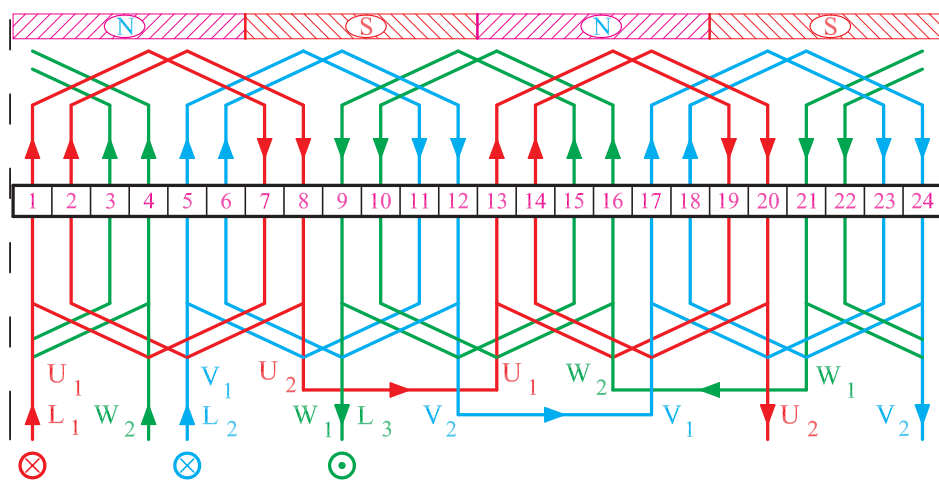 N S N S
1 2 3 4 5 6 7 8 9 10 11 12 13 14 15 16 17 18 19 20 21 22 23 24
U1 V1 U2 U1 W2 W1
L1 W2 L2 W1 L3 V2 V1 U2 V2